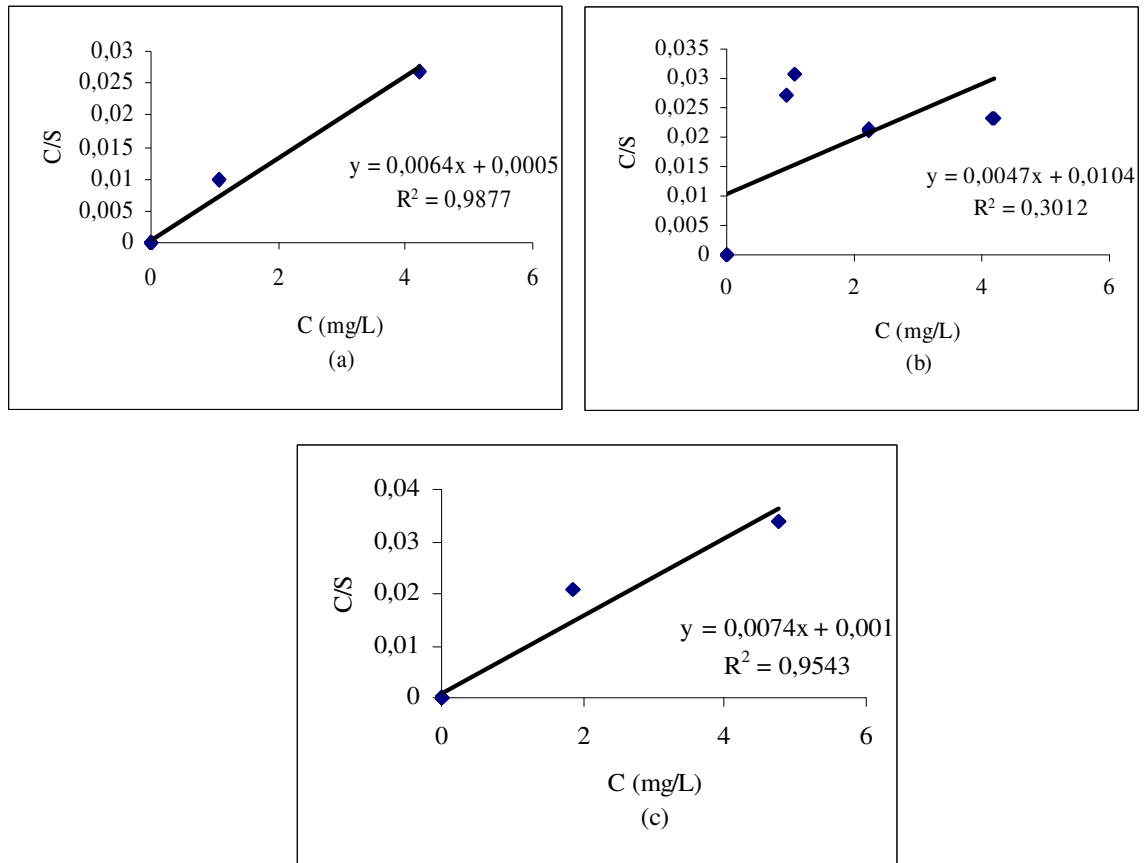 0,03
0,025
0,02
0,015
0,01
0,005
0
C/S
y = 0,0064x + 0,0005
R² = 0,9877
0 2 4 6
C (mg/L)
(a)
0,035
0,03
0,025
0,02
0,015
0,01
0,005
0
C/S
y = 0,0047x + 0,0104
R² = 0,3012
0 2 4 6
C (mg/L)
(b)
0,04
0,03
0,02
0,01
0
C/S
y = 0,0074x + 0,001
R² = 0,9543
0 2 4 6
C (mg/L)
(c)